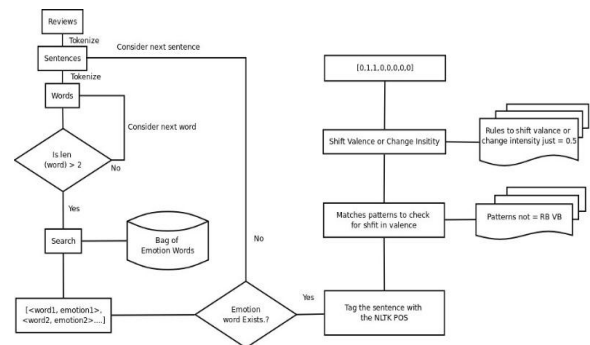 Reviews
Tokenize
Sentences
Consider next sentence
Tokenize
Words
Consider next word
Is len
(word) > 2
No
Yes
Search
Bag of
Emotion Words
[<word1, emotion1>,
<word2, emotion2>....]
Emotion
word Exists.?
No
Yes
Tag the sentence with
the NLTK POS
Matches patterns to check
for shfit in valence
Patterns not = RB VB
Shift Valence or Change Insitity
Rules to shift valance or
change intensity just = 0.5
[0,1,1,0,0,0,0,0]